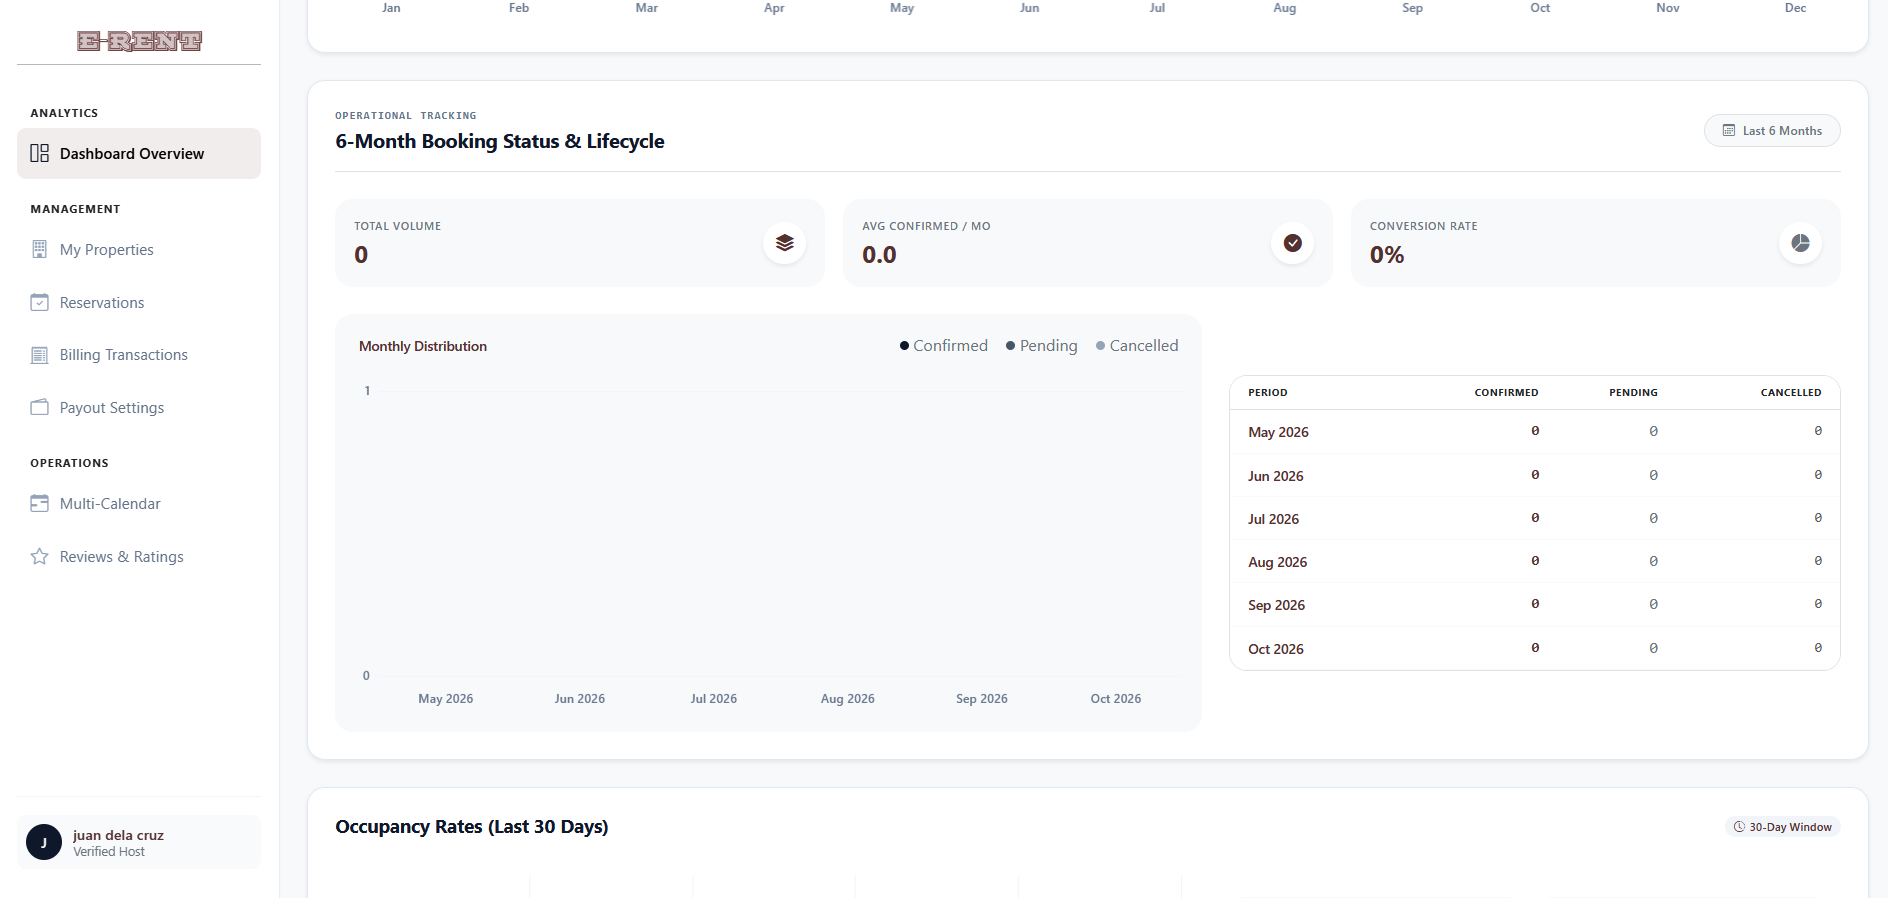 E-RENT
ANALYTICS
Dashboard Overview
MANAGEMENT
My Properties
Reservations
Billing Transactions
Payout Settings
OPERATIONS
Multi-Calendar
Reviews & Ratings
J
juan dela cruz
Verified Host
Jan Feb Mar Apr May Jun Jul Aug Sep Oct Nov Dec
OPERATIONAL TRACKING
6-Month Booking Status & Lifecycle
Last 6 Months
TOTAL VOLUME
0
AVG CONFIRMED / MO
0.0
CONVERSION RATE
0%
Monthly Distribution
Confirmed Pending Cancelled
1
0
May 2026 Jun 2026 Jul 2026 Aug 2026 Sep 2026 Oct 2026
PERIOD CONFIRMED PENDING CANCELLED
May 2026 0 0 0
Jun 2026 0 0 0
Jul 2026 0 0 0
Aug 2026 0 0 0
Sep 2026 0 0 0
Oct 2026 0 0 0
Occupancy Rates (Last 30 Days)
30-Day Window